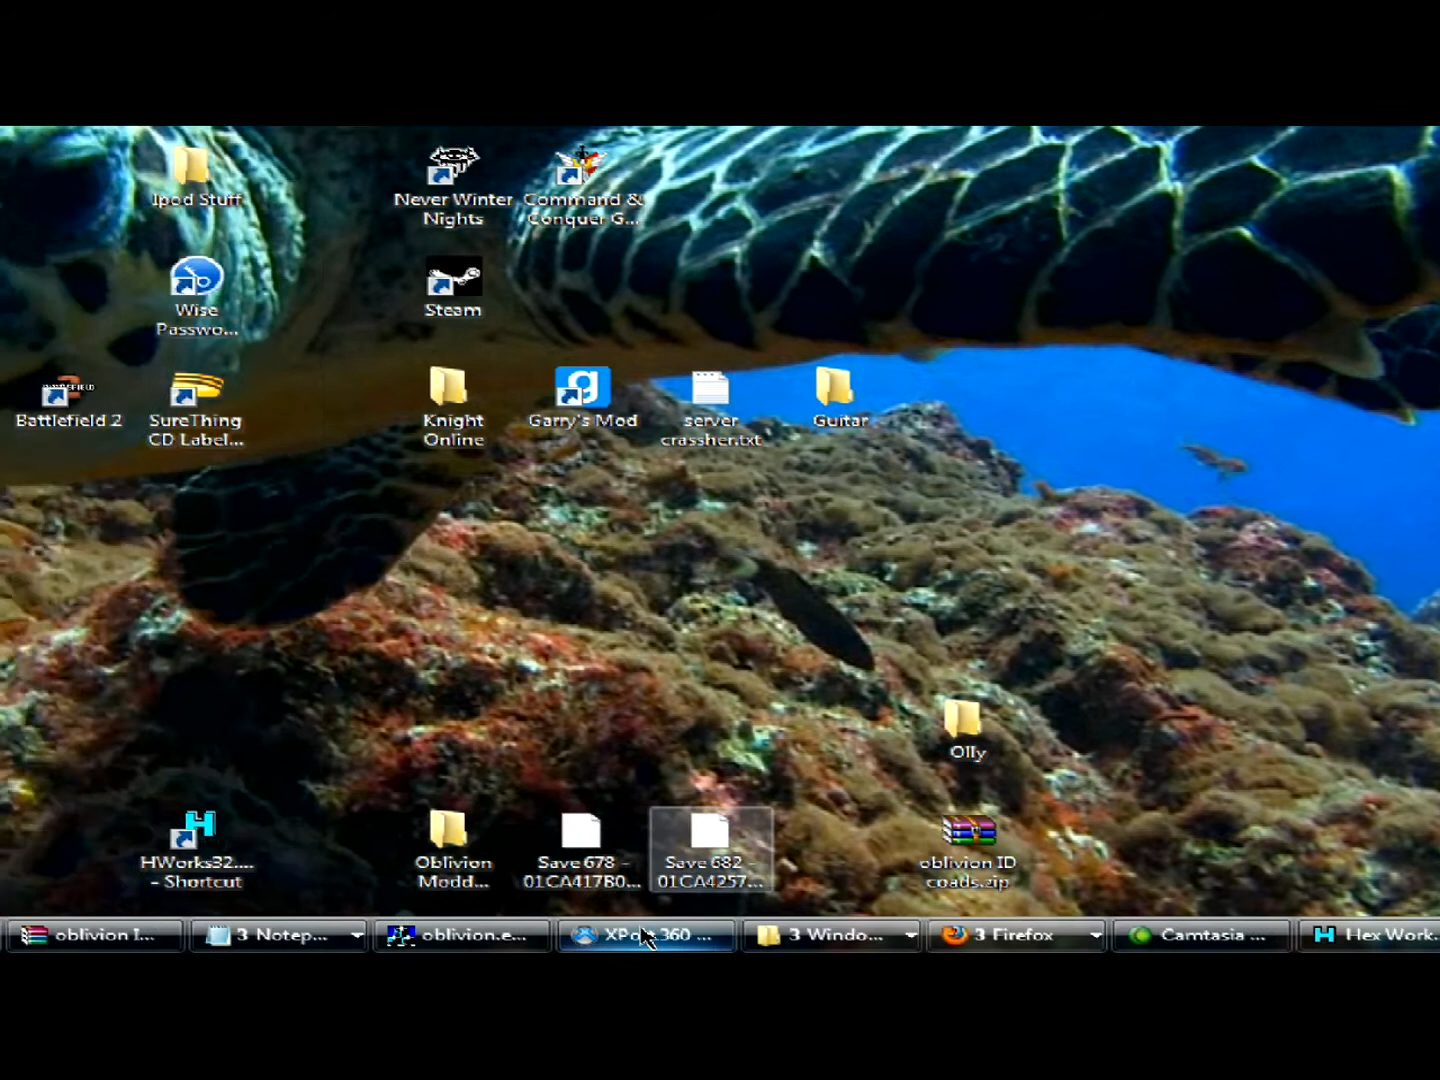 Ipod Stuff
Never Winter
Nights
Command &
Conquer G...
Wise
Passwo...
Steam
Battlefield 2
SureThing
CD Label...
Knight
Online
Garry's Mod
server
crassher.txt
Guitar
Olly
HWorks32....
- Shortcut
Oblivion
Modd...
Save 678 -
01CA417B0...
Save 682 -
01CA4257...
oblivion ID
coads.zip
oblivion I...
3 Notep...
oblivion.e...
360 ...
3 Windo...
3 Firefox
Camtasia ...
Hex Work.